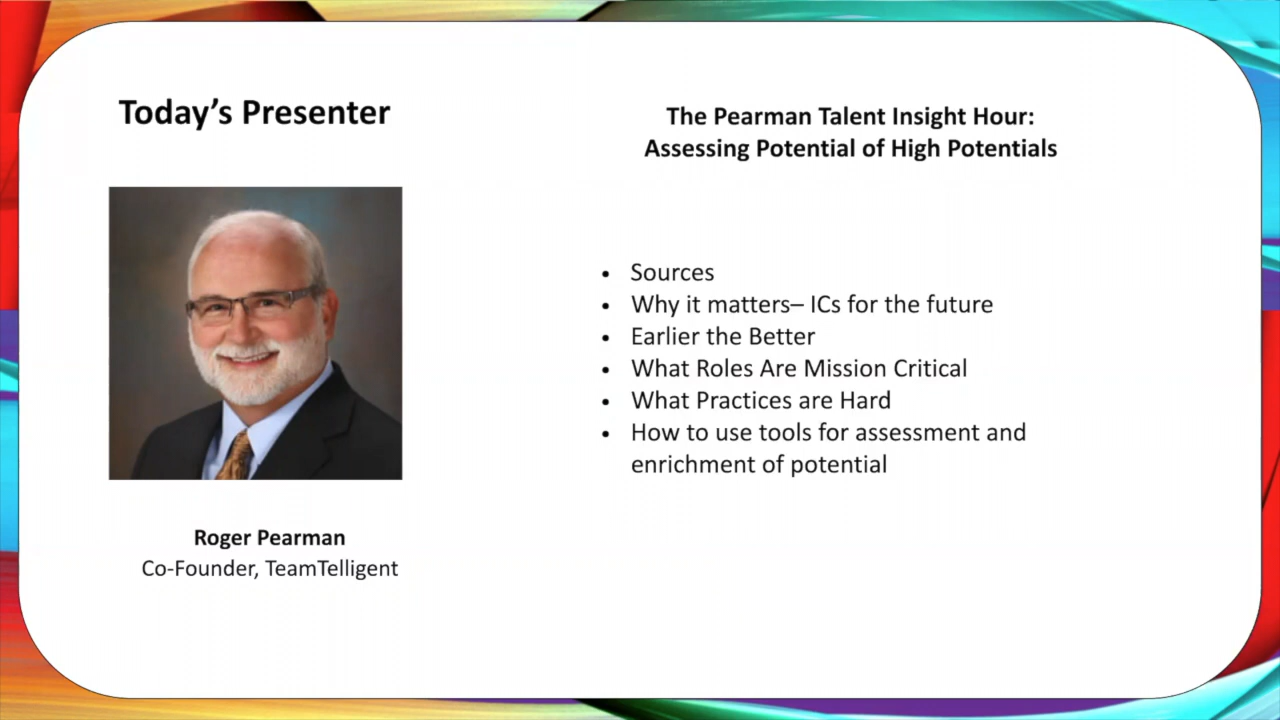 Today’s Presenter
Roger Pearman
Co-Founder, TeamTelligent
The Pearman Talent Insight Hour:
Assessing Potential of High Potentials
• Sources
• Why it matters– ICs for the future
• Earlier the Better
• What Roles Are Mission Critical
• What Practices are Hard
• How to use tools for assessment and
enrichment of potential